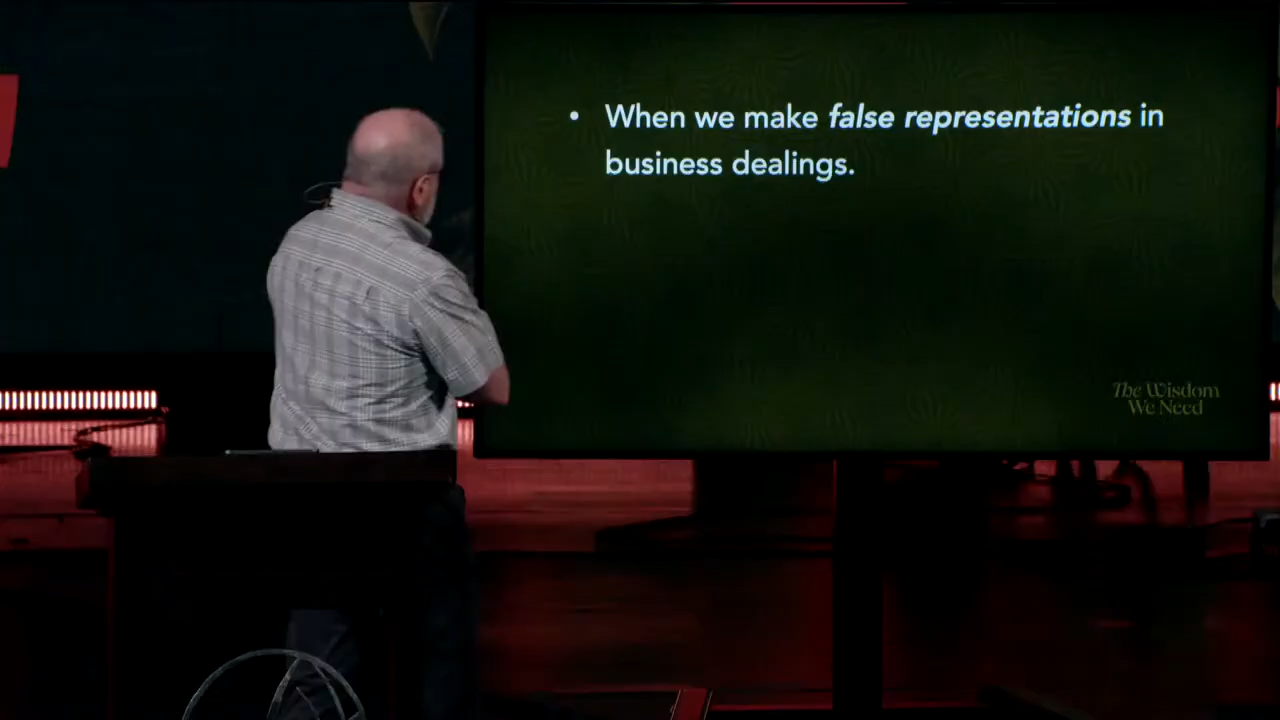 • When we make false representations in
business dealings.
The Wisdom
We Need